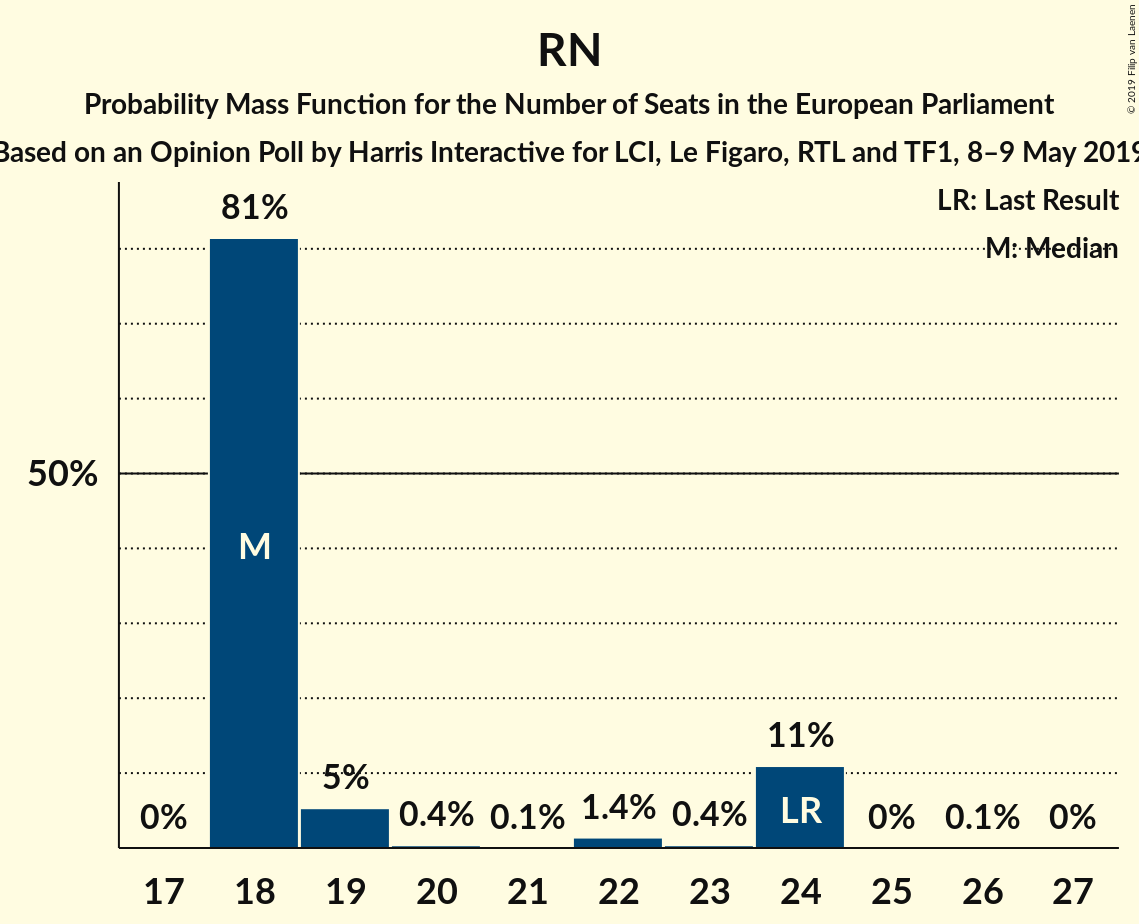 RN
Probability Mass Function for the Number of Seats in the European Parliament
Based on an Opinion Poll by Harris Interactive for LCI, Le Figaro, RTL and TF1, 8–9 May 2019
© 2019 Filip van Laenen
LR: Last Result
M: Median
81%
50%
M
11%
5%
0%
0.4%
0.1%
1.4%
0.4%
LR
0%
0.1%
0%
17 18 19 20 21 22 23 24 25 26 27